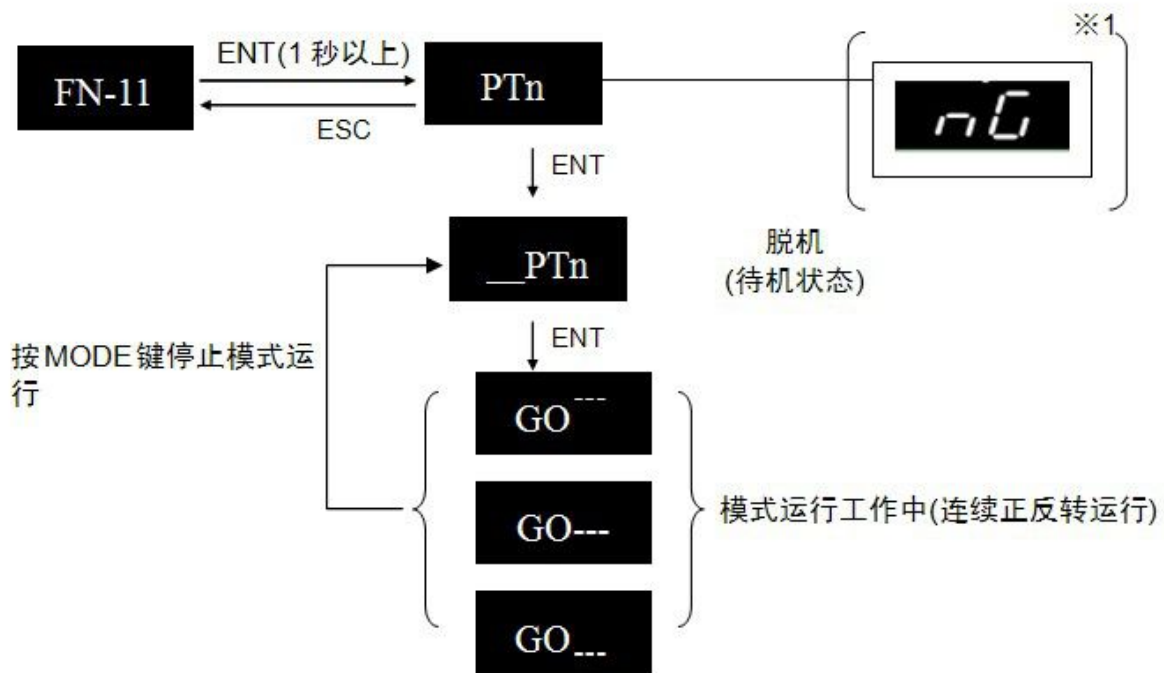 ※1
ENT(1秒以上)
FN-11
PTn
nG
ESC
ENT
__PTn
脱机
(待机状态)
ENT
按MODE键停止模式运
行
GO---
GO---
模式运行工作中(连续正反转运行)
GO---